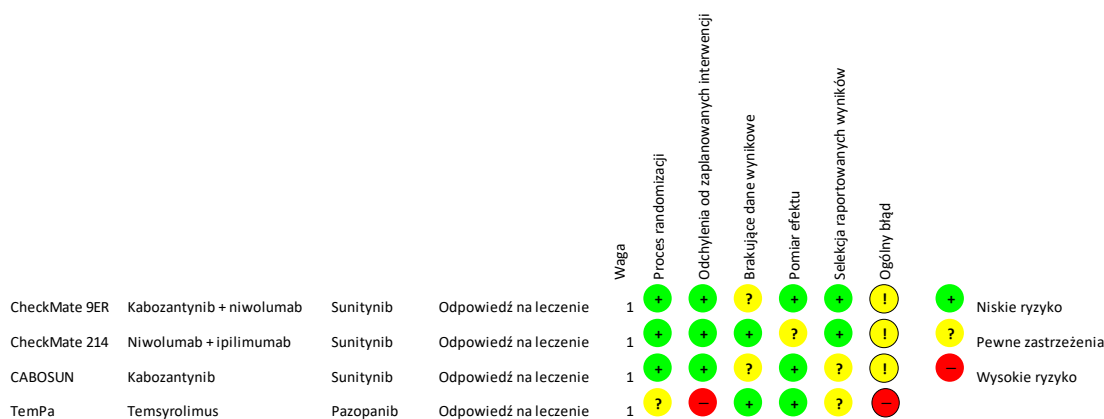 Waga Proces randomizacji Odchylenia od zaplanowanych interwencji Brakujące dane wynikowe Pomiar efektu Selekcja raportowanych wyników Ogólny błąd
CheckMate 9ER Kabozantynib + niwolumab Sunitynib Odpowiedź na leczenie 1 + + ? + + ! + Niskie ryzyko
CheckMate 214 Niwolumab + ipilimumab Sunitynib Odpowiedź na leczenie 1 + + + ? + ! ? Pewne zastrzeżenia
CABOSUN Kabozantynib Sunitynib Odpowiedź na leczenie 1 + + ? + ? ! − Wysokie ryzyko
TemPa Temsyrolimus Pazopanib Odpowiedź na leczenie 1 ? − + + ? −